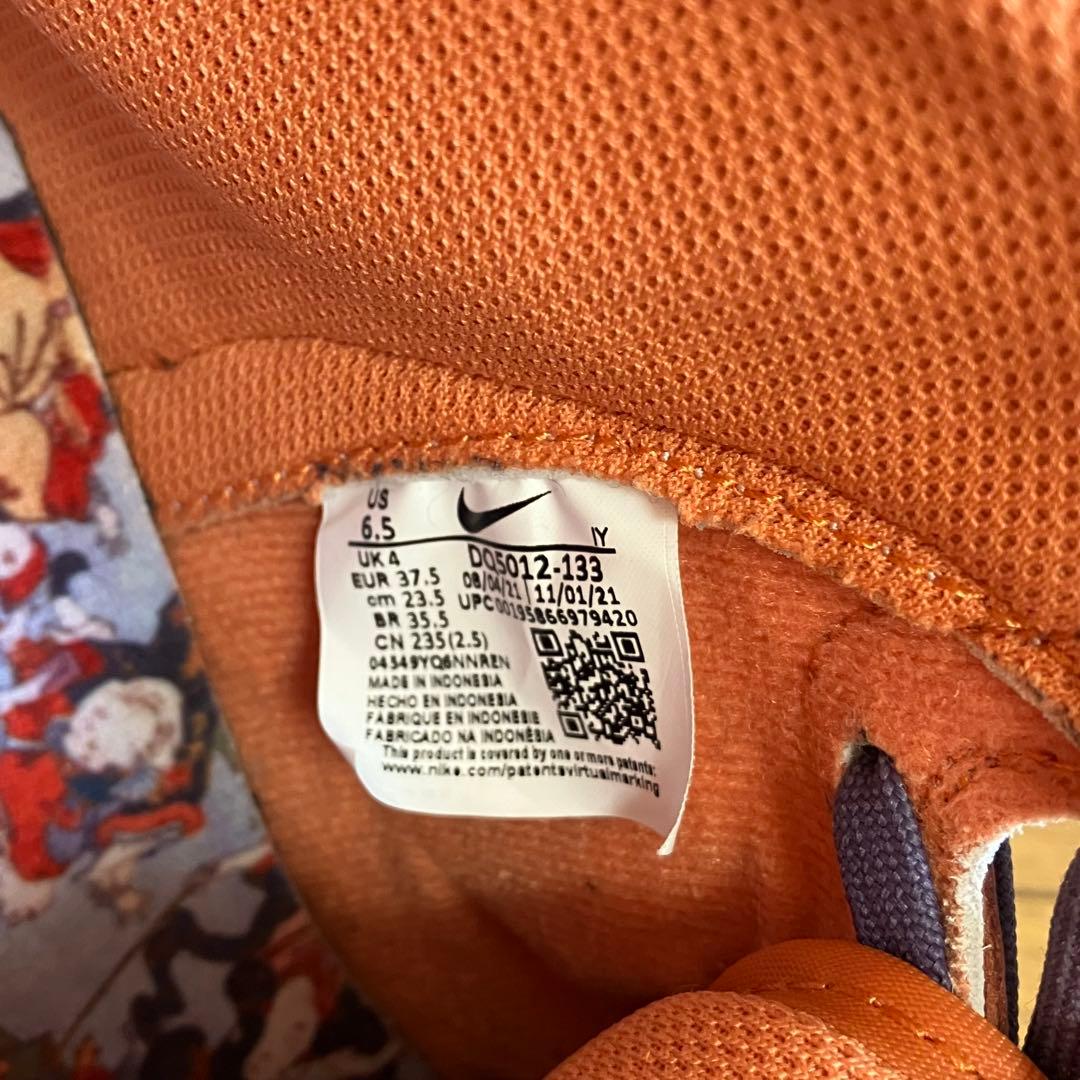 US
6.5 IY
UK 4 DQ5012-133
EUR 37.5 08/04/21 11/01/21
cm 23.5 UPC 00195866979420
BR 35.5
CN 235(2.5)
04349YQ6NNREN
MADE IN INDONESIA
HECHO EN INDONESIA
FABRIQUE EN INDONESIE
FABRICADO NA INDONÉSIA
This product is covered by one or more patents:
www.nike.com/patentsvirtualmarking